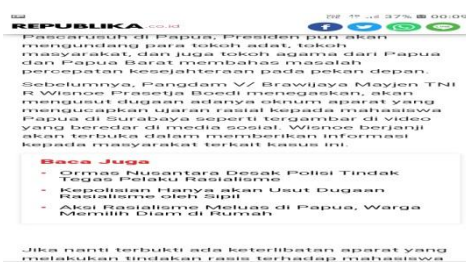 37% 00:09
REPUBLIKA.co.id
Pascarusuh di Papua, Presiden pun akan
mengundang para tokoh adat, tokoh
masyarakat, dan juga tokoh agama dari Papua
dan Papua Barat membahas masalah
percepatan kesejahteraan pada pekan depan.
Sebelumnya, Pangdam V/ Brawijaya Mayjen TNI
R Wisnoe Prasetja Boedi menegaskan, akan
mengusut dugaan adanya oknum aparat yang
mengucapkan ujaran rasial kepada mahasiswa
Papua di Surabaya seperti tergambar di video
yang beredar di media sosial. Wisnoe berjanji
akan terbuka dalam memberikan informasi
kepada masyarakat terkait kasus ini.
Baca Juga
- Ormas Nusantara Desak Polisi Tindak
Tegas Pelaku Rasialisme
- Kepolisian Hanya akan Usut Dugaan
Rasialisme oleh Sipil
- Aksi Rasialisme Meluas di Papua, Warga
Memilih Diam di Rumah
Jika nanti terbukti ada keterlibatan aparat yang
melakukan tindakan rasis terhadap mahasiswa